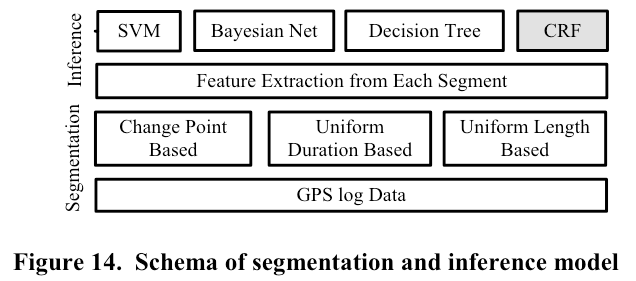 Inference
SVM
Bayesian Net
Decision Tree
CRF
Feature Extraction from Each Segment
Segmentation
Change Point
Based
Uniform
Duration Based
Uniform Length
Based
GPS log Data
Figure 14. Schema of segmentation and inference model